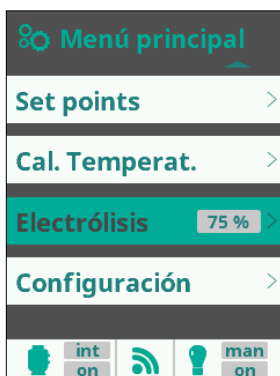 Menú principal
Set points
Cal. Temperat.
Electrólisis 75 %
Configuración
int man
on on